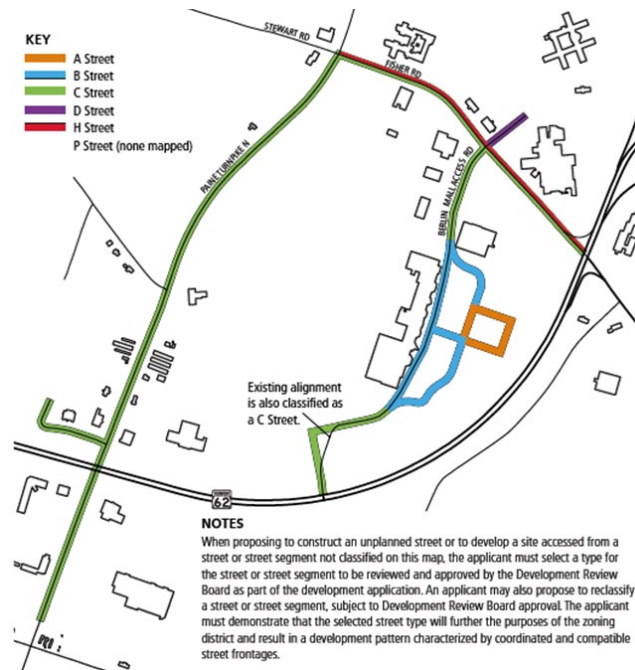 STEWART RD
KEY
A Street
B Street
C Street
D Street
H Street
P Street (none mapped)
FISHER RD
PAINE TURNPIKE N
BERLIN MALL ACCESS RD
Existing alignment
is also classified as
a C Street.
62
NOTES
When proposing to construct an unplanned street or to develop a site accessed from a
street or street segment not classified on this map, the applicant must select a type for
the street or street segment to be reviewed and approved by the Development Review
Board as part of the development application. An applicant may also propose to reclassify
a street or street segment, subject to Development Review Board approval. The applicant
must demonstrate that the selected street type will further the purposes of the zoning
district and result in a development pattern characterized by coordinated and compatible
street frontages.